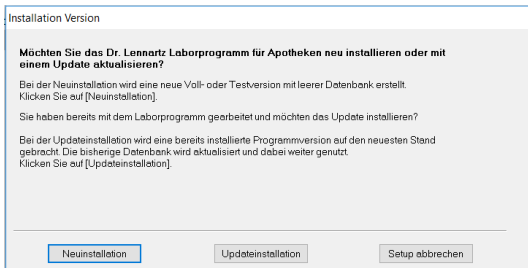 Installation Version
Möchten Sie das Dr. Lennartz Laborprogramm für Apotheken neu installieren oder mit
einem Update aktualisieren?
Bei der Neuinstallation wird eine neue Voll- oder Testversion mit leerer Datenbank erstellt.
Klicken Sie auf [Neuinstallation].
Sie haben bereits mit dem Laborprogramm gearbeitet und möchten das Update installieren?
Bei der Updateinstallation wird eine bereits installierte Programmversion auf den neuesten Stand
gebracht. Die bisherige Datenbank wird aktualisiert und dabei weiter genutzt.
Klicken Sie auf [Updateinstallation].
Neuinstallation Updateinstallation Setup abbrechen